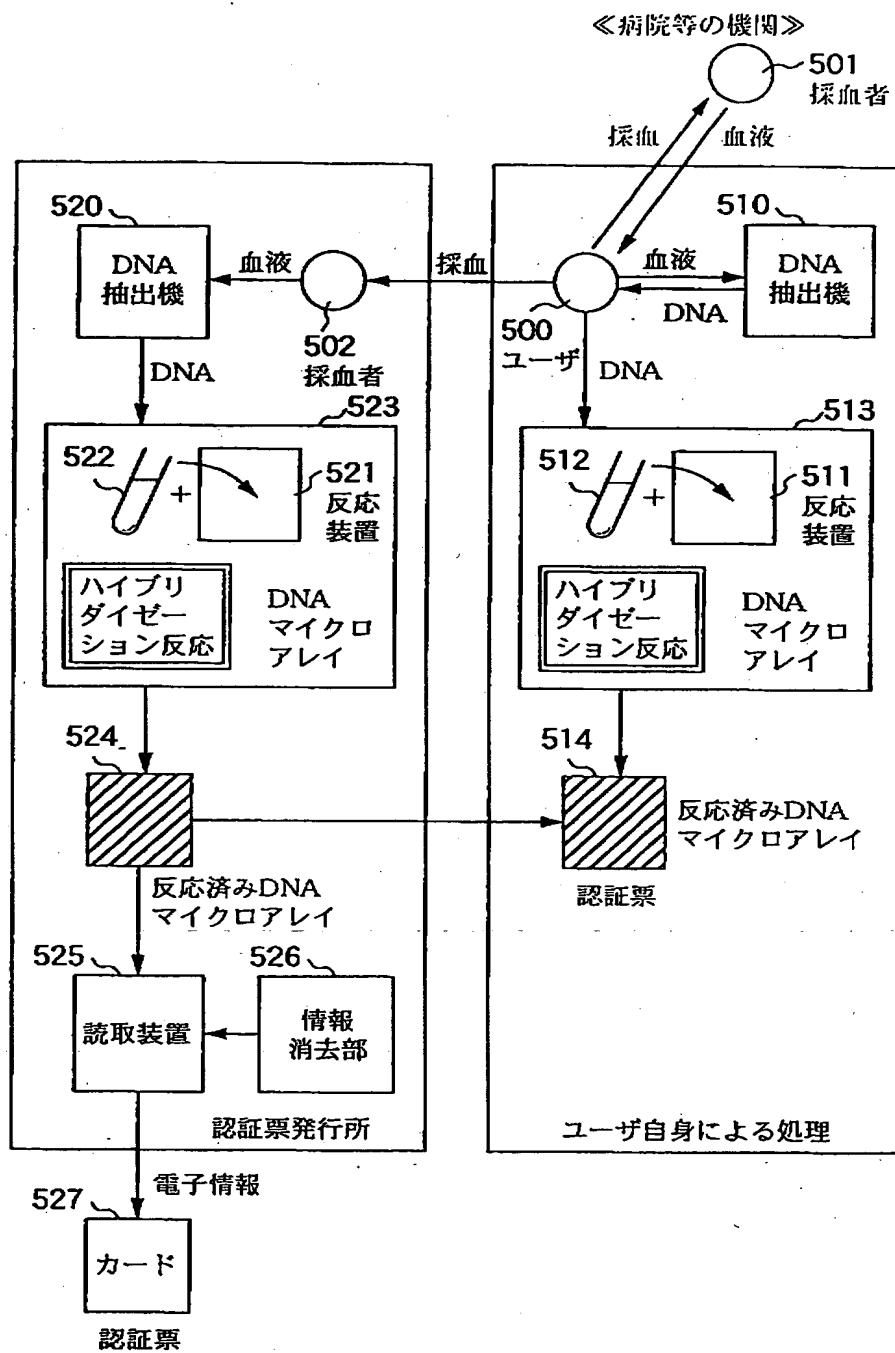 ≪病院等の機関≫
501
採血者
採血
血液
520
DNA
抽出機
血液
502
採血者
採血
500
ユーザ
血液
DNA
510
DNA
抽出機
DNA
DNA
523
522
+
521
反応
装置
ハイブリ
ダイゼー
ション反応
DNA
マイクロ
アレイ
513
512
+
511
反応
装置
ハイブリ
ダイゼー
ション反応
DNA
マイクロ
アレイ
524
反応済みDNA
マイクロアレイ
514
反応済みDNA
マイクロアレイ
認証票
525
読取装置
526
情報
消去部
認証票発行所
ユーザ自身による処理
電子情報
527
カード
認証票